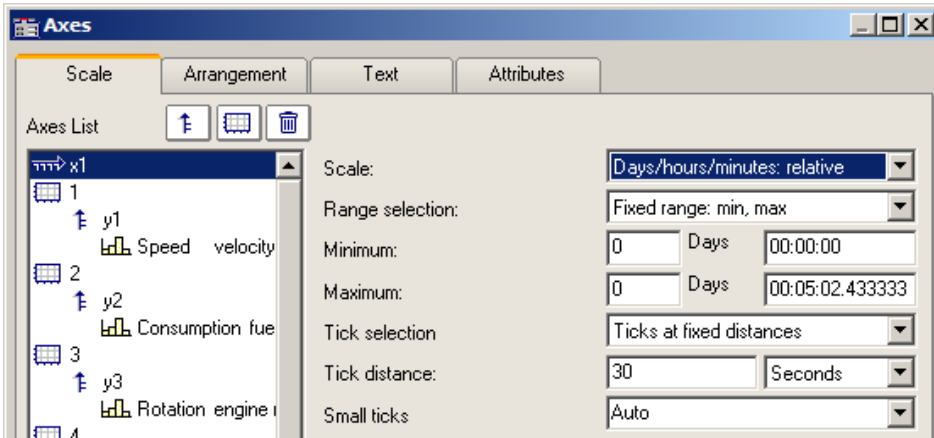 Axes
Scale Arrangement Text Attributes
Axes List
x1
1
y1
Speed velocity
2
y2
Consumption fue
3
y3
Rotation engine
4
Scale: Days/hours/minutes: relative
Range selection: Fixed range: min, max
Minimum: 0 Days 00:00:00
Maximum: 0 Days 00:05:02.433333
Tick selection Ticks at fixed distances
Tick distance: 30 Seconds
Small ticks Auto